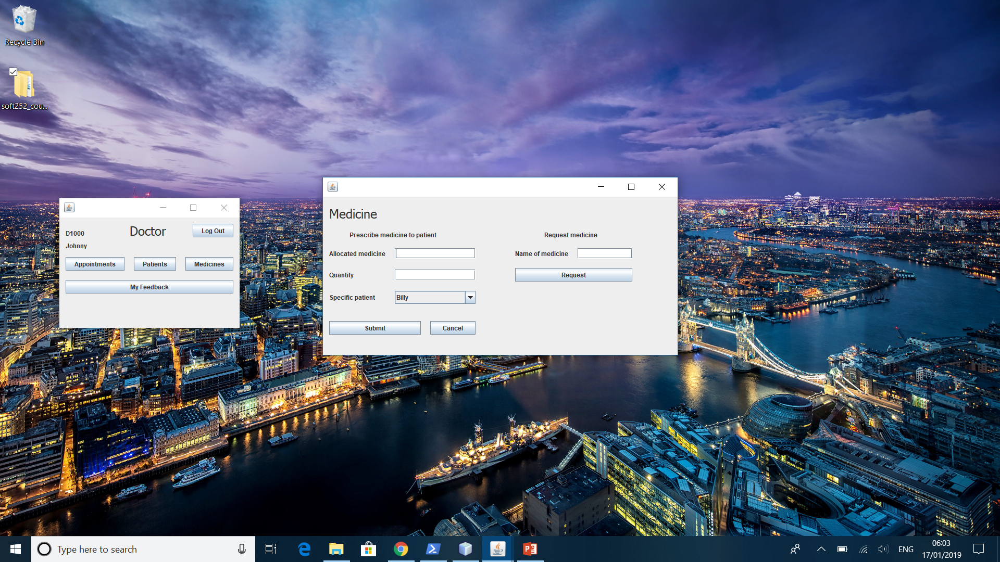 Recycle Bin
soft252_cou...
D1000
Doctor
Log Out
Johnny
Appointments
Patients
Medicines
My Feedback
Medicine
Prescribe medicine to patient
Request medicine
Allocated medicine
Name of medicine
Quantity
Request
Specific patient
Billy
Submit
Cancel
Type here to search
ENG
06:03
17/01/2019